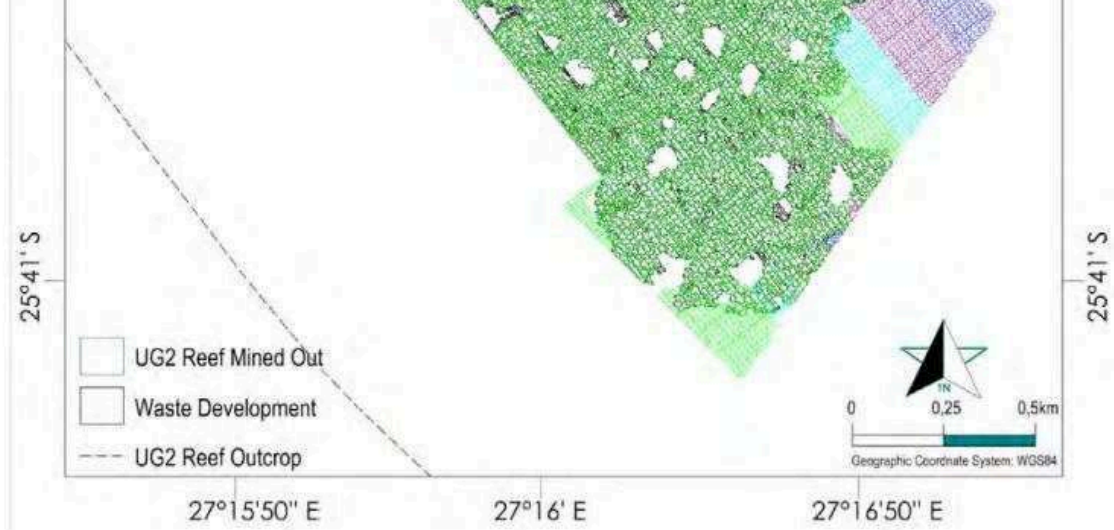 25°41' S
25°41' S
UG2 Reef Mined Out
Waste Development
UG2 Reef Outcrop
1N
0 0,25 0,5km
Geographic Coordnate System: WGS84
27°15'50" E 27°16' E 27°16'50" E